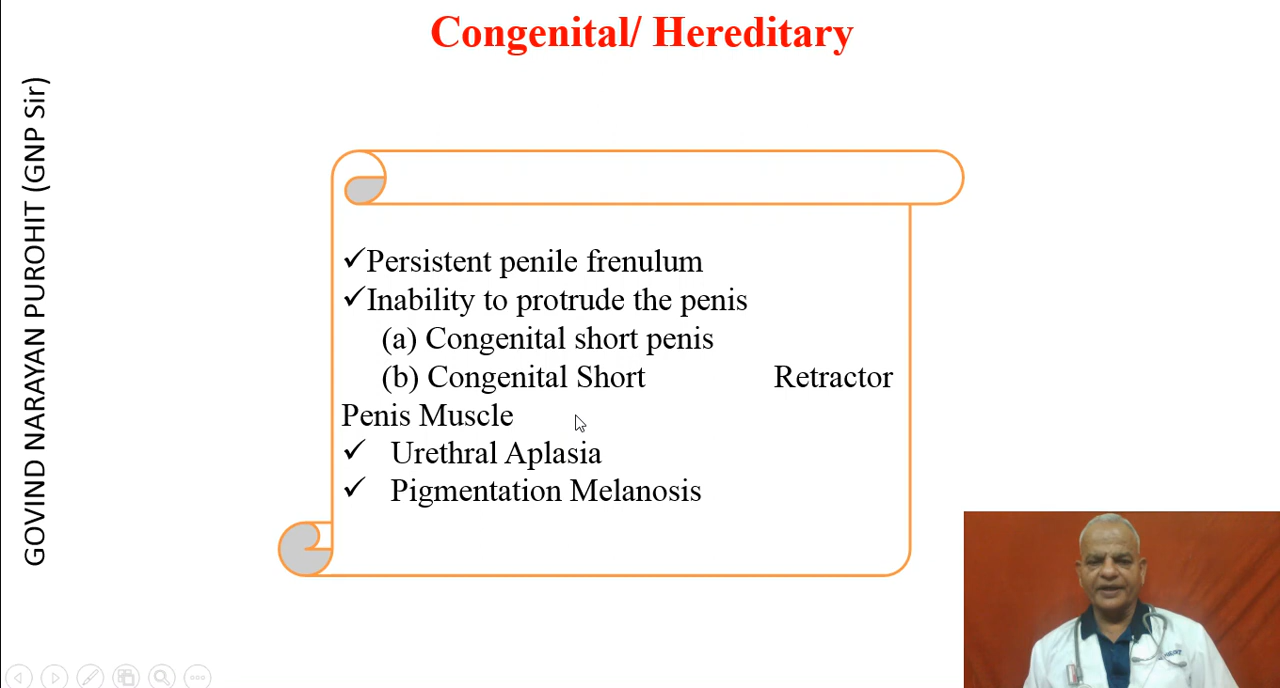 Congenital/ Hereditary
GOVIND NARAYAN PUROHIT (GNP Sir)
✓Persistent penile frenulum
✓Inability to protrude the penis
(a) Congenital short penis
(b) Congenital Short Retractor
Penis Muscle
✓ Urethral Aplasia
✓ Pigmentation Melanosis